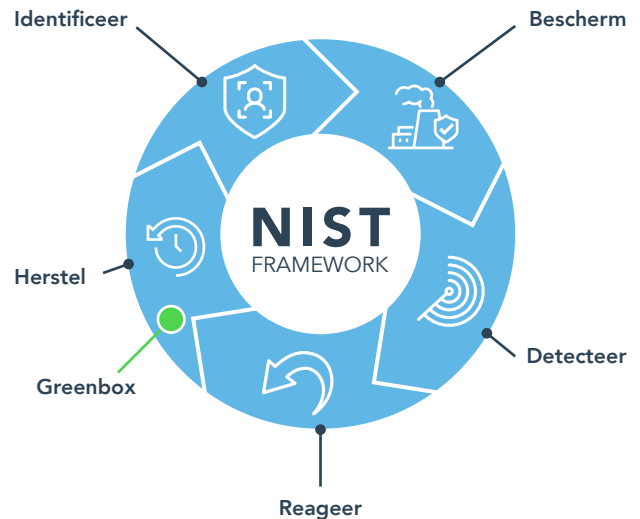 Identificeer
Bescherm
NIST
FRAMEWORK
Herstel
Detecteer
Greenbox
Reageer